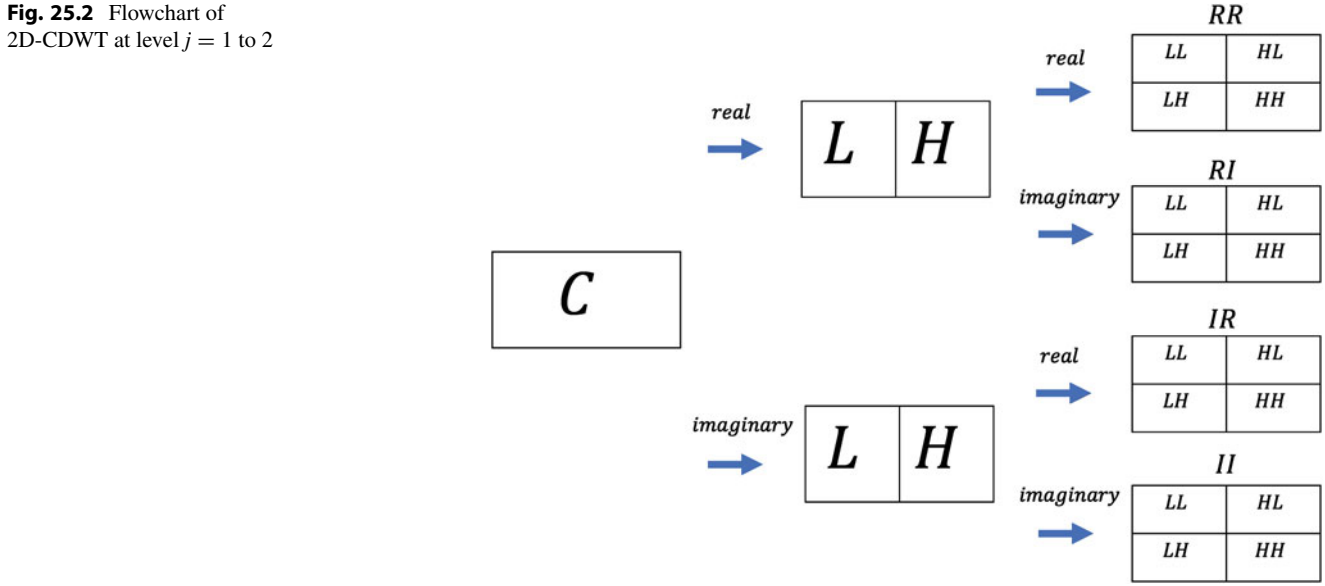 Fig. 25.2 Flowchart of
2D-CDWT at level j = 1 to 2
C
real
L H
imaginary
L H
real
RR
LL HL
LH HH
imaginary
RI
LL HL
LH HH
real
IR
LL HL
LH HH
imaginary
II
LL HL
LH HH